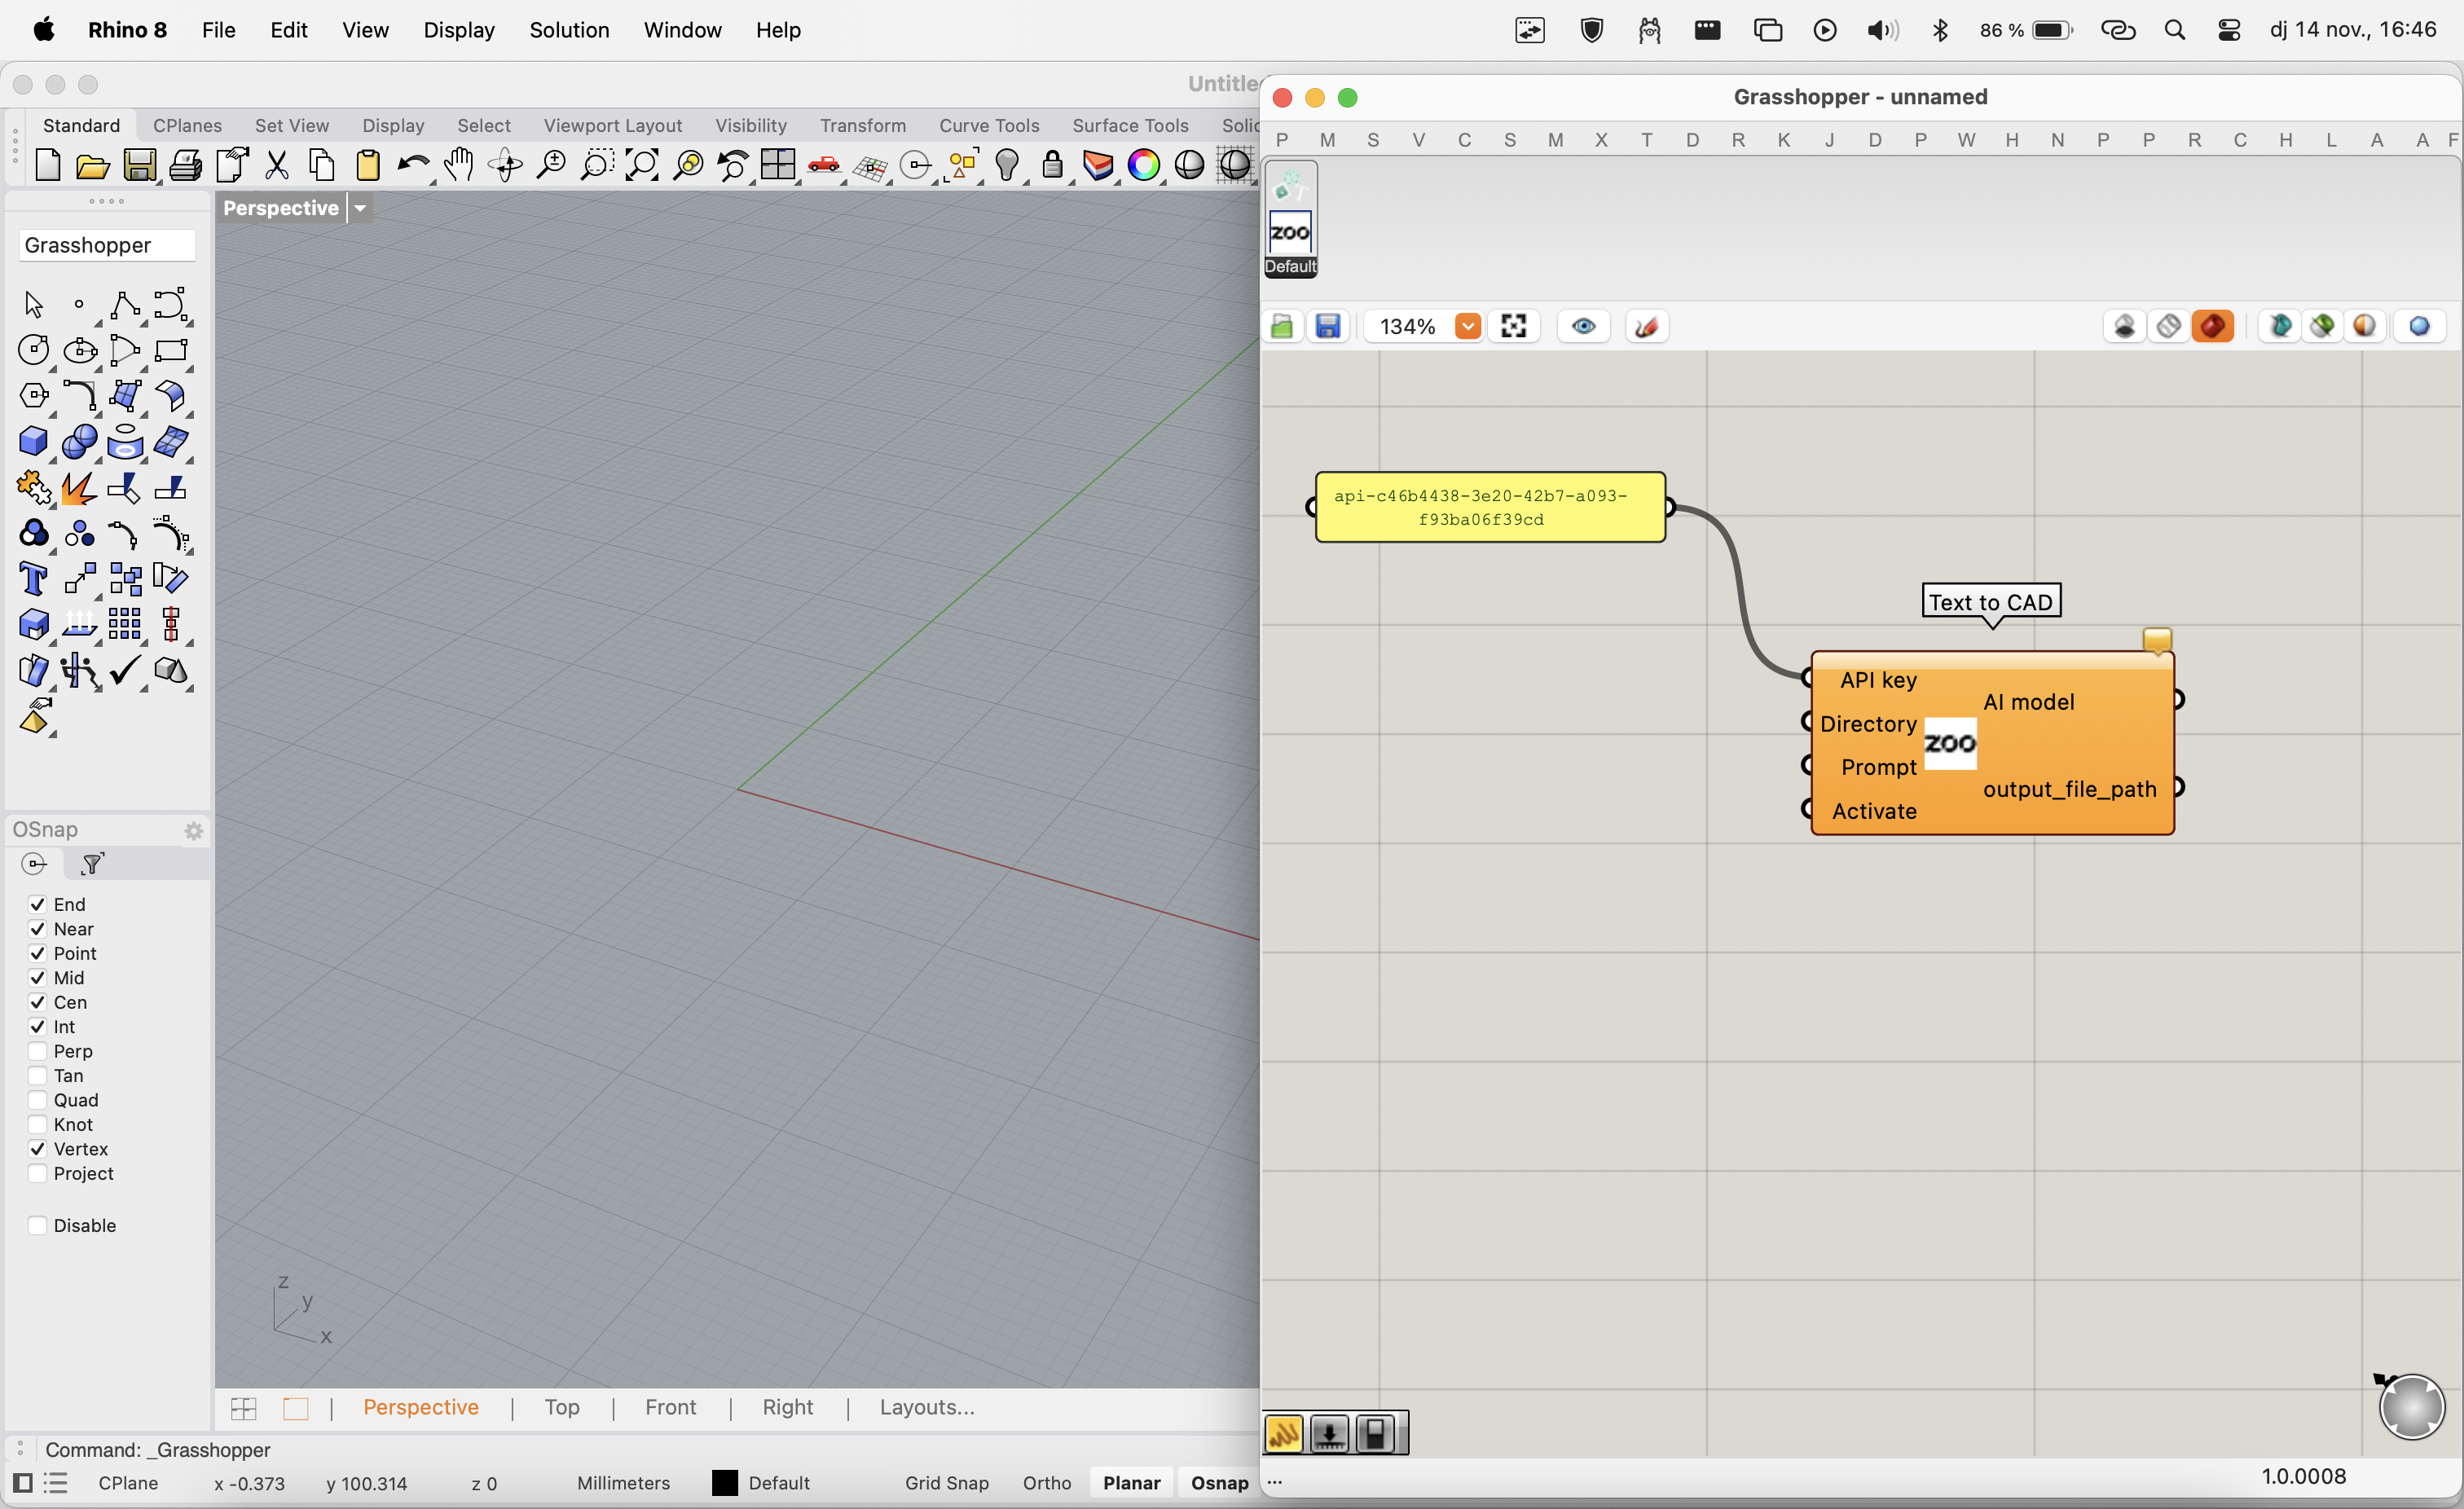 Rhino 8 File Edit View Display Solution Window Help
86 % dj 14 nov., 16:46
Untitle
Standard CPlanes Set View Display Select Viewport Layout Visibility Transform Curve Tools Surface Tools Solid
Perspective
Grasshopper
OSnap
End
Near
Point
Mid
Cen
Int
Perp
Tan
Quad
Knot
Vertex
Project
Disable
z
y
x
Perspective | Top | Front | Right | Layouts...
Command: _Grasshopper
CPlane x -0.373 y 100.314 z 0 Millimeters Default Grid Snap Ortho Planar Osnap
Grasshopper - unnamed
P M S V C S M X T D R K J D P W H N P P R C H L A A F
ZOO
Default
134%
api-c46b4438-3e20-42b7-a093-
f93ba06f39cd
Text to CAD
API key
Directory
Prompt
Activate
ZOO
AI model
output_file_path
...
1.0.0008